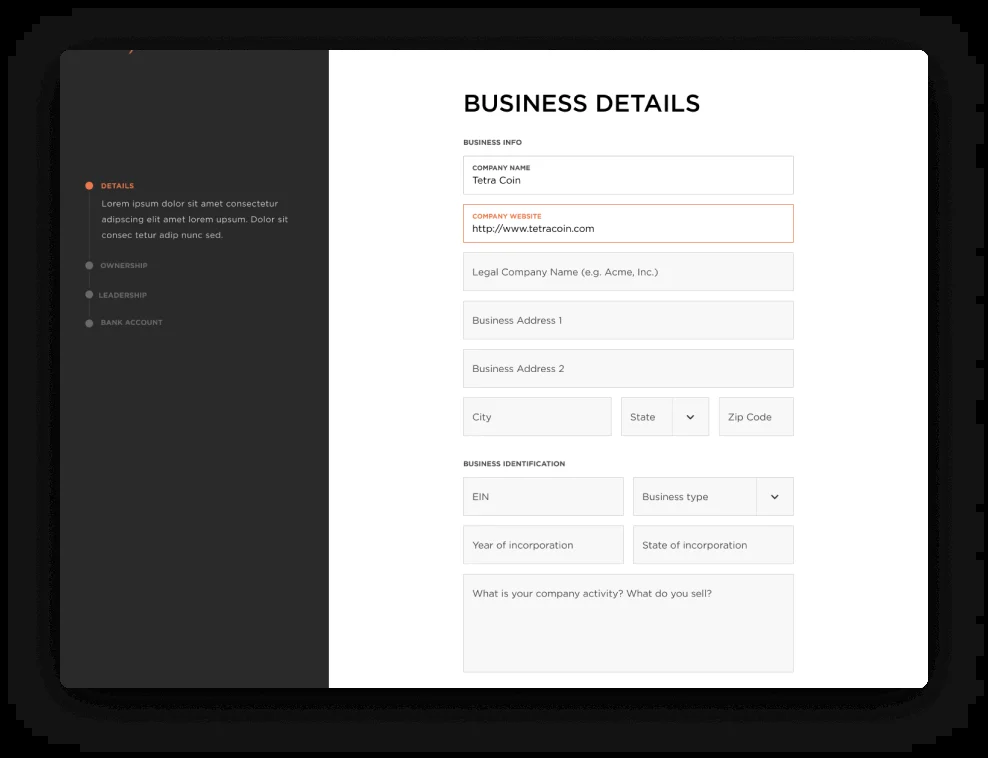 DETAILS
Lorem ipsum dolor sit amet consectetur
adipscing elit amet lorem upsum. Dolor sit
consec tetur adip nunc sed.
OWNERSHIP
LEADERSHIP
BANK ACCOUNT
BUSINESS DETAILS
BUSINESS INFO
COMPANY NAME
Tetra Coin
COMPANY WEBSITE
http://www.tetracoin.com
Legal Company Name (e.g. Acme, Inc.)
Business Address 1
Business Address 2
City
State
Zip Code
BUSINESS IDENTIFICATION
EIN
Business type
Year of incorporation
State of incorporation
What is your company activity? What do you sell?